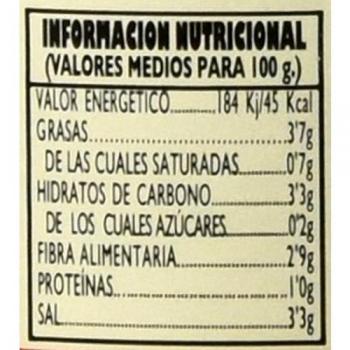 INFORMACION NUTRICIONAL
(VALORES MEDIOS PARA 100 g.)
VALOR ENERGÉTICO.........184 Kj/45 Kcal
GRASAS..........................................3'7g
DE LAS CUALES SATURADAS.........0'7g
HIDRATOS DE CARBONO................3'3g
DE LOS CUALES AZÚCARES...........0'2g
FIBRA ALIMENTARIA.....................2'9g
PROTEÍNAS...................................1'0g
SAL..............................................3'3g